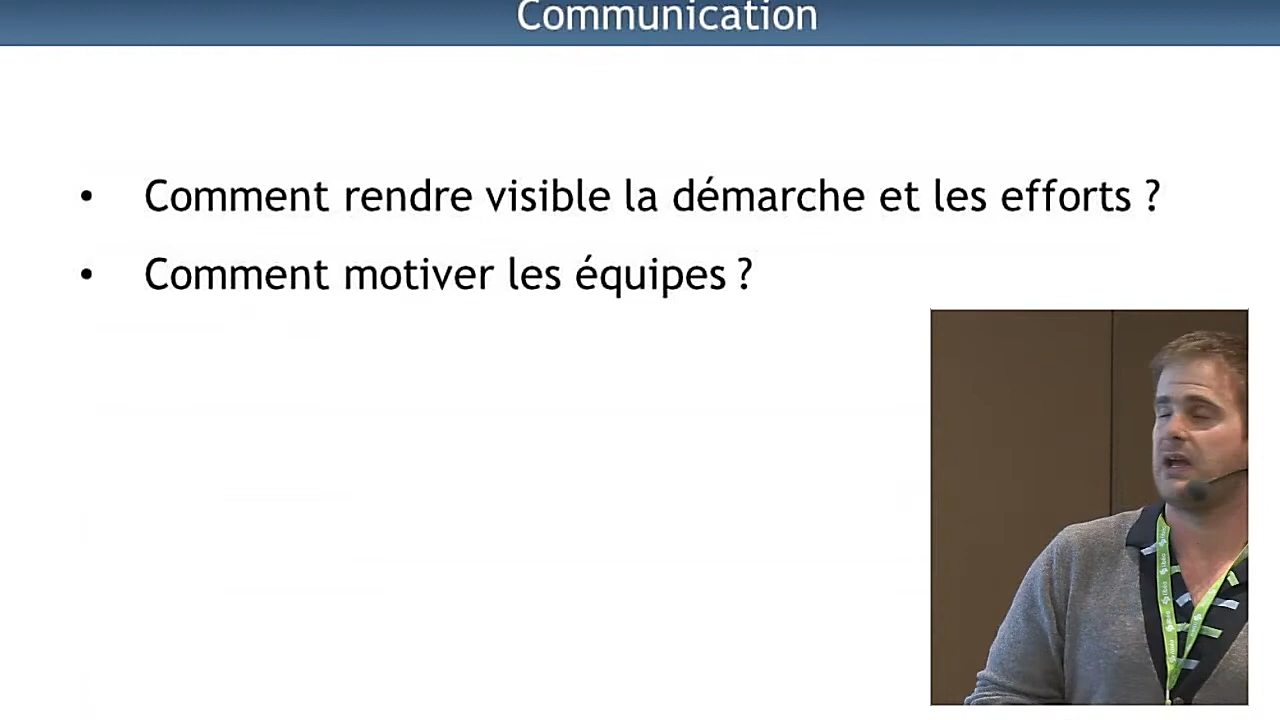 Communication
• Comment rendre visible la démarche et les efforts ?
• Comment motiver les équipes ?